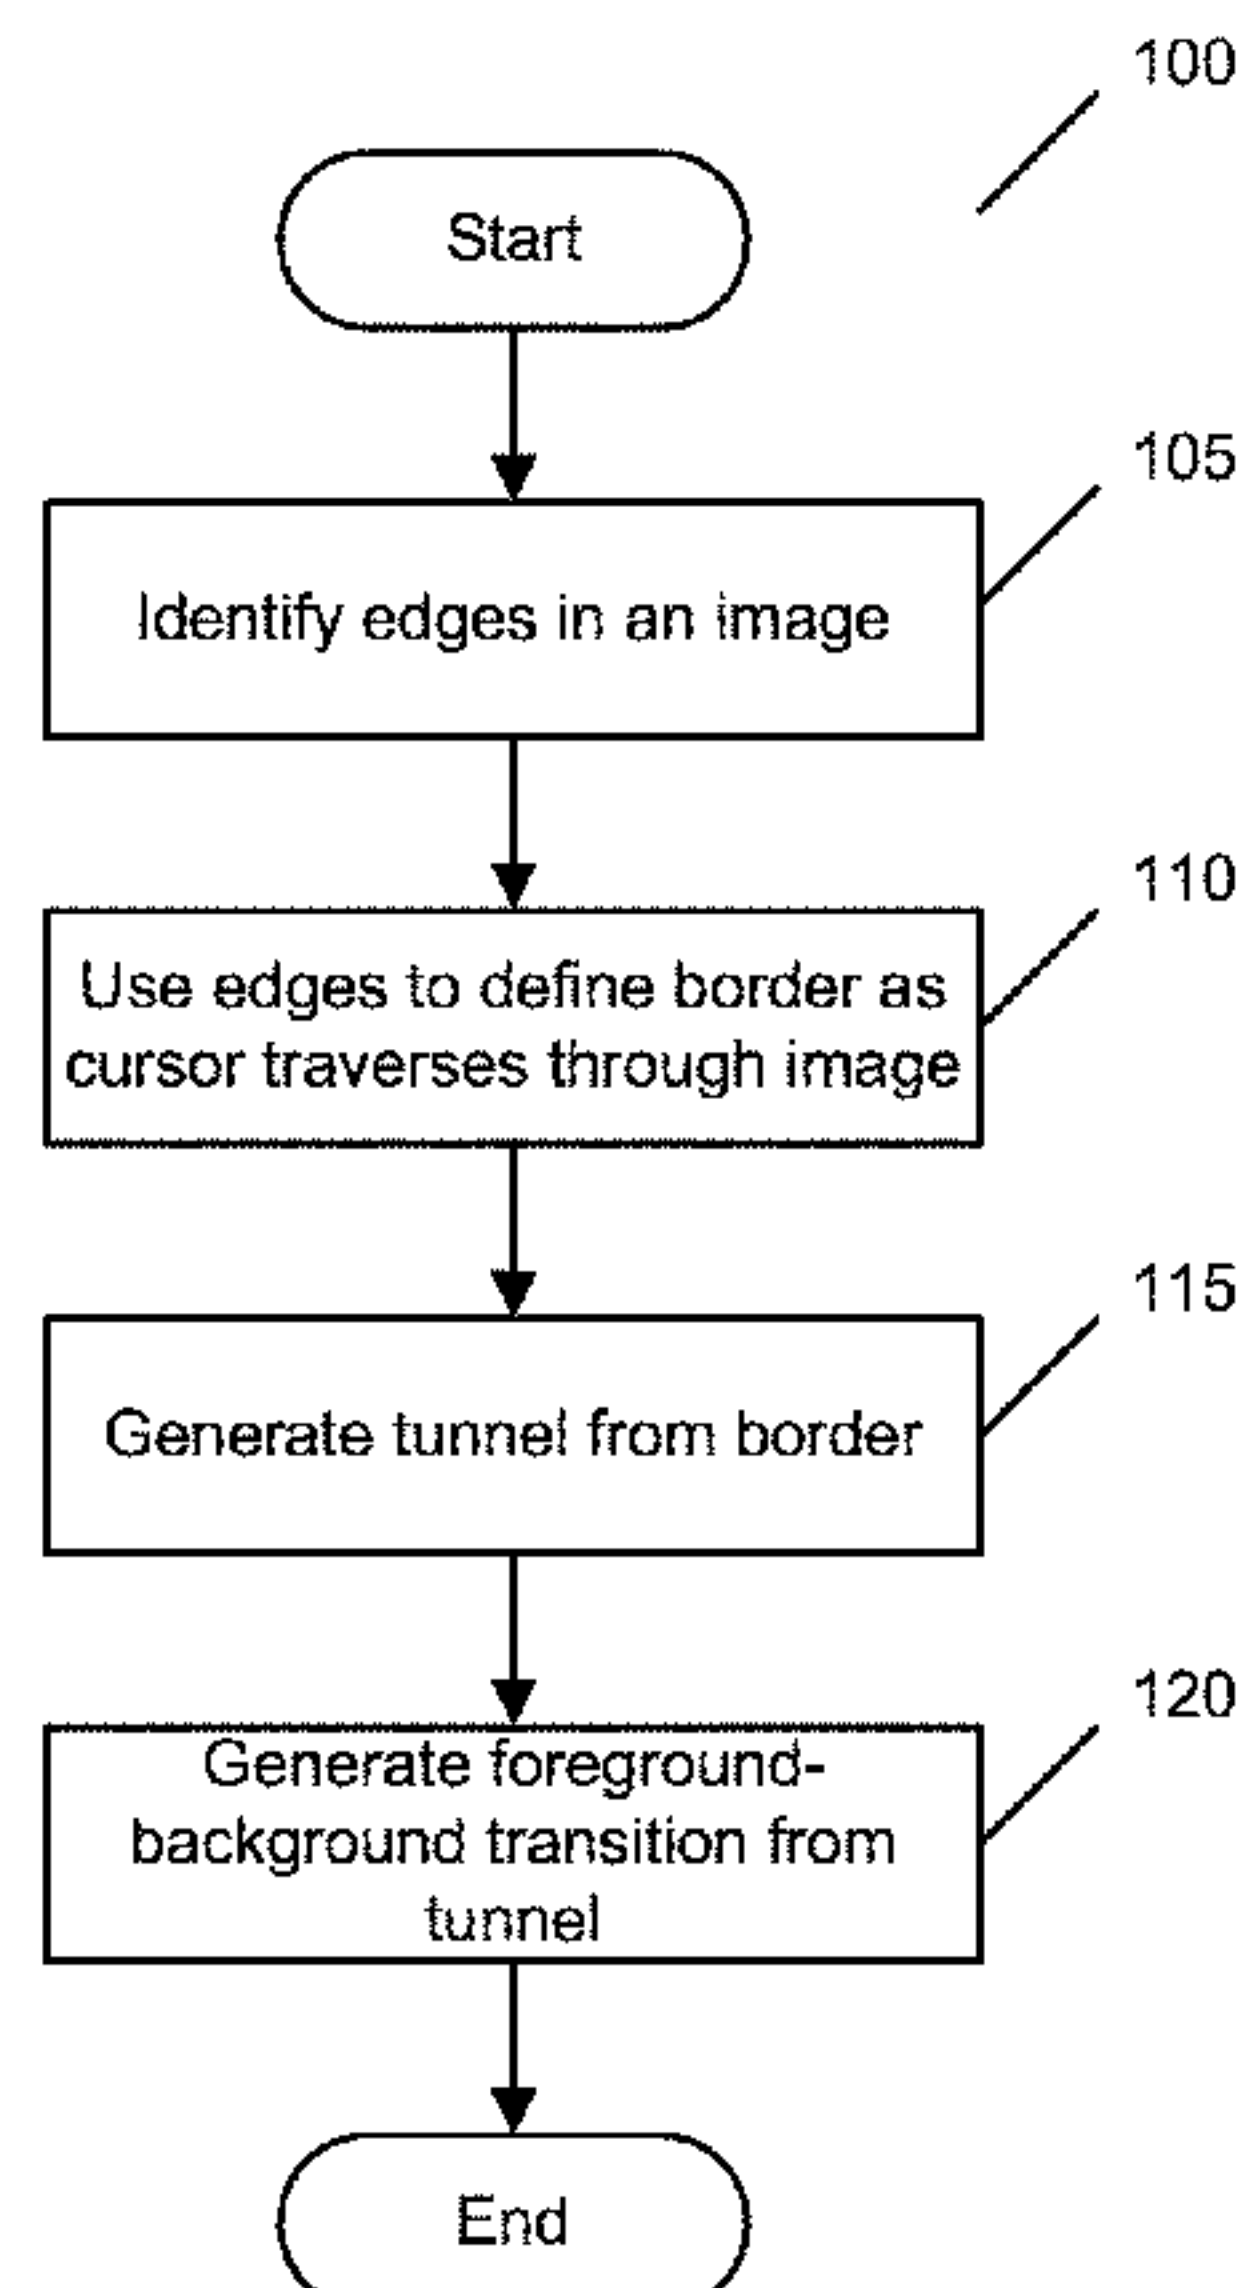 100
Start
105
Identify edges in an image
110
Use edges to define border as
cursor traverses through image
115
Generate tunnel from border
120
Generate foreground-
background transition from
tunnel
End